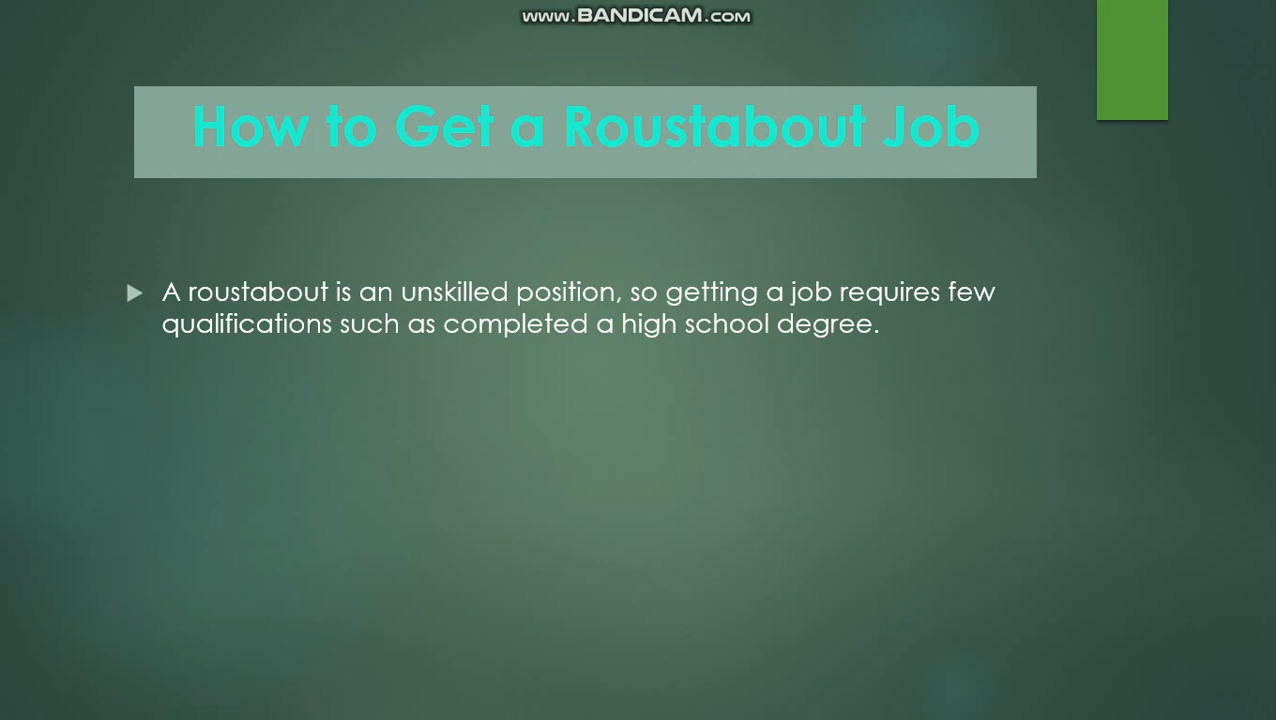 www.BANDICAM.com
How to Get a Roustabout Job
A roustabout is an unskilled position, so getting a job requires few
qualifications such as completed a high school degree.